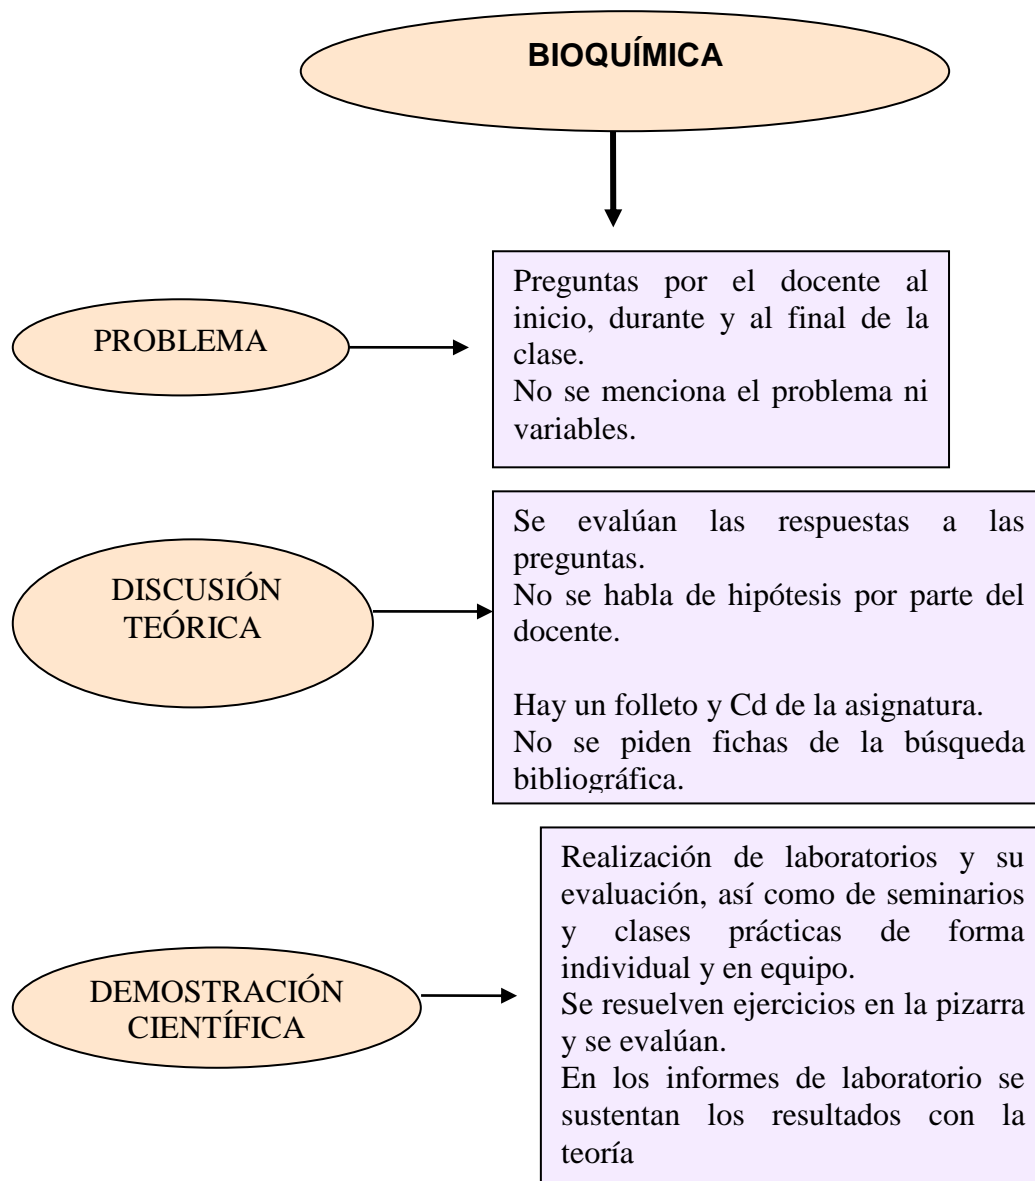 BIOQUÍMICA
PROBLEMA
Preguntas por el docente al
inicio, durante y al final de la
clase.
No se menciona el problema ni
variables.
DISCUSIÓN
TEÓRICA
Se evalúan las respuestas a las
preguntas.
No se habla de hipótesis por parte del
docente.
Hay un folleto y Cd de la asignatura.
No se piden fichas de la búsqueda
bibliográfica.
DEMOSTRACIÓN
CIENTÍFICA
Realización de laboratorios y su
evaluación, así como de seminarios
y clases prácticas de forma
individual y en equipo.
Se resuelven ejercicios en la pizarra
y se evalúan.
En los informes de laboratorio se
sustentan los resultados con la
teoría